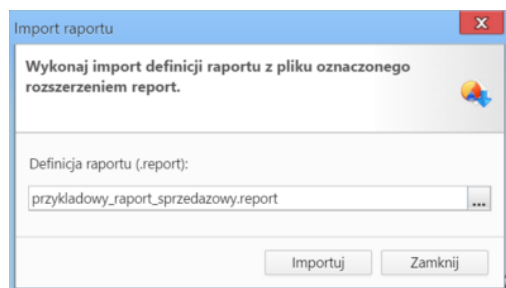 Import raportu
Wykonaj import definicji raportu z pliku oznaczonego
rozszerzeniem report.
Definicja raportu (.report):
przykladowy_raport_sprzedazowy.report
...
Importuj
Zamknij